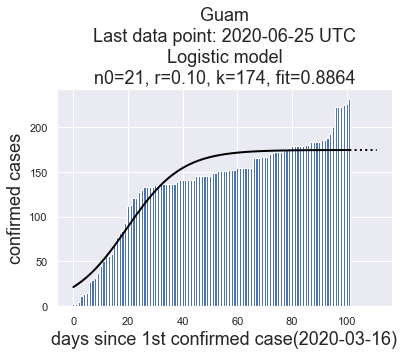 Guam
Last data point: 2020-06-25 UTC
Logistic model
n0=21, r=0.10, k=174, fit=0.8864
200
150
100
50
0
confirmed cases
0 20 40 60 80 100
days since 1st confirmed case(2020-03-16)